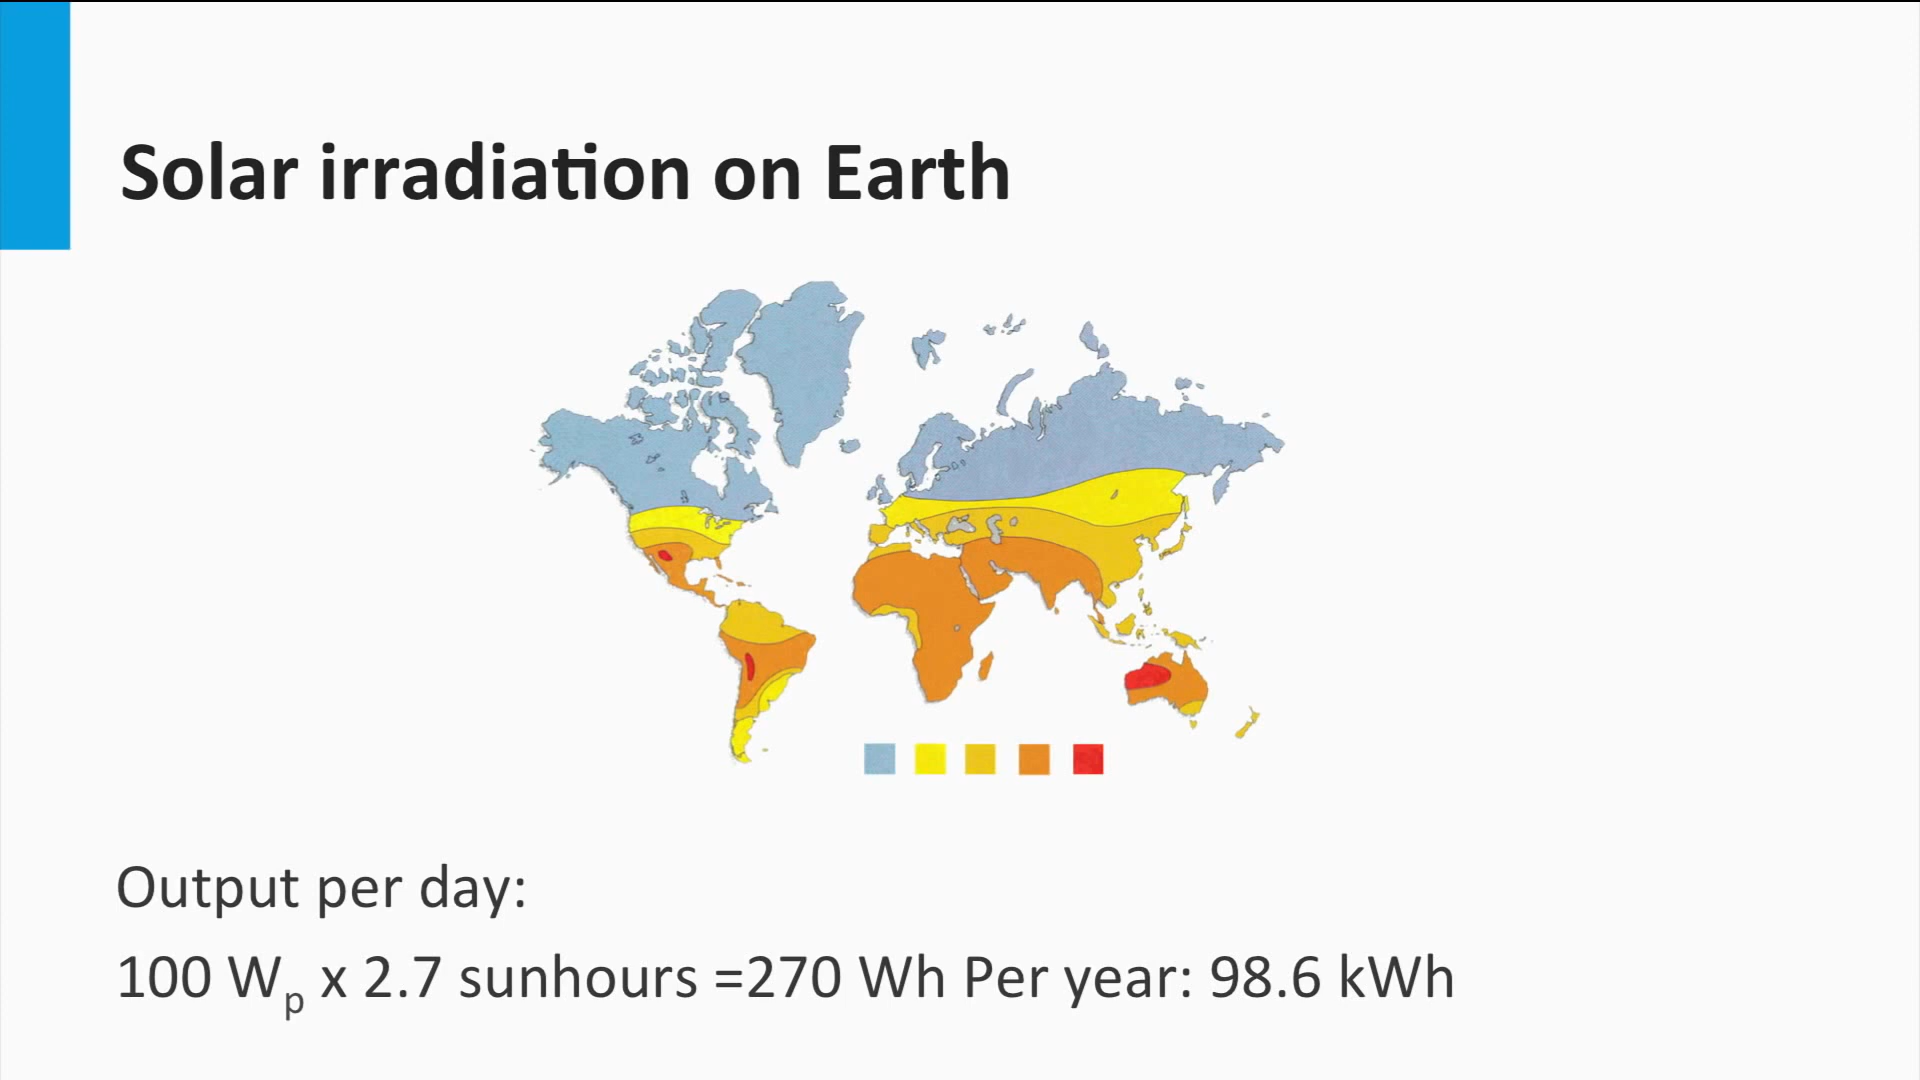 Solar irradiation on Earth
Output per day:
100 Wp x 2.7 sunhours =270 Wh Per year: 98.6 kWh